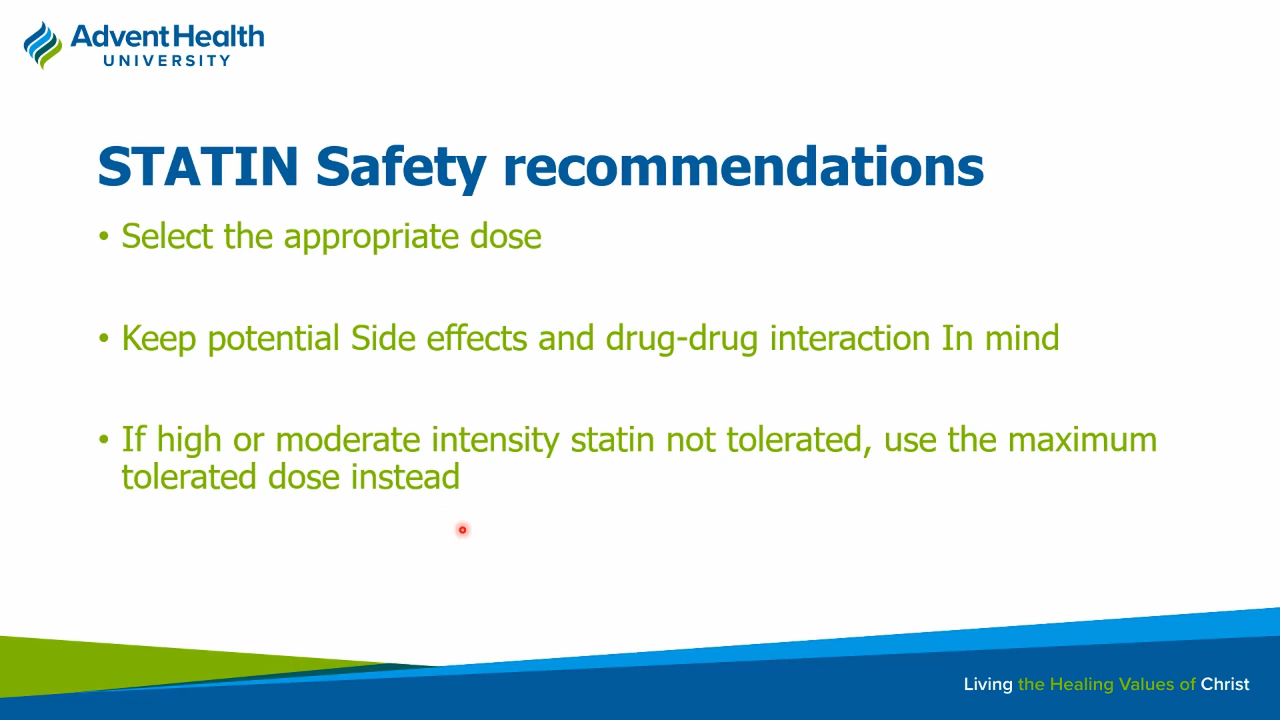 AdventHealth
UNIVERSITY
STATIN Safety recommendations
• Select the appropriate dose
• Keep potential Side effects and drug-drug interaction In mind
• If high or moderate intensity statin not tolerated, use the maximum
tolerated dose instead
Living the Healing Values of Christ